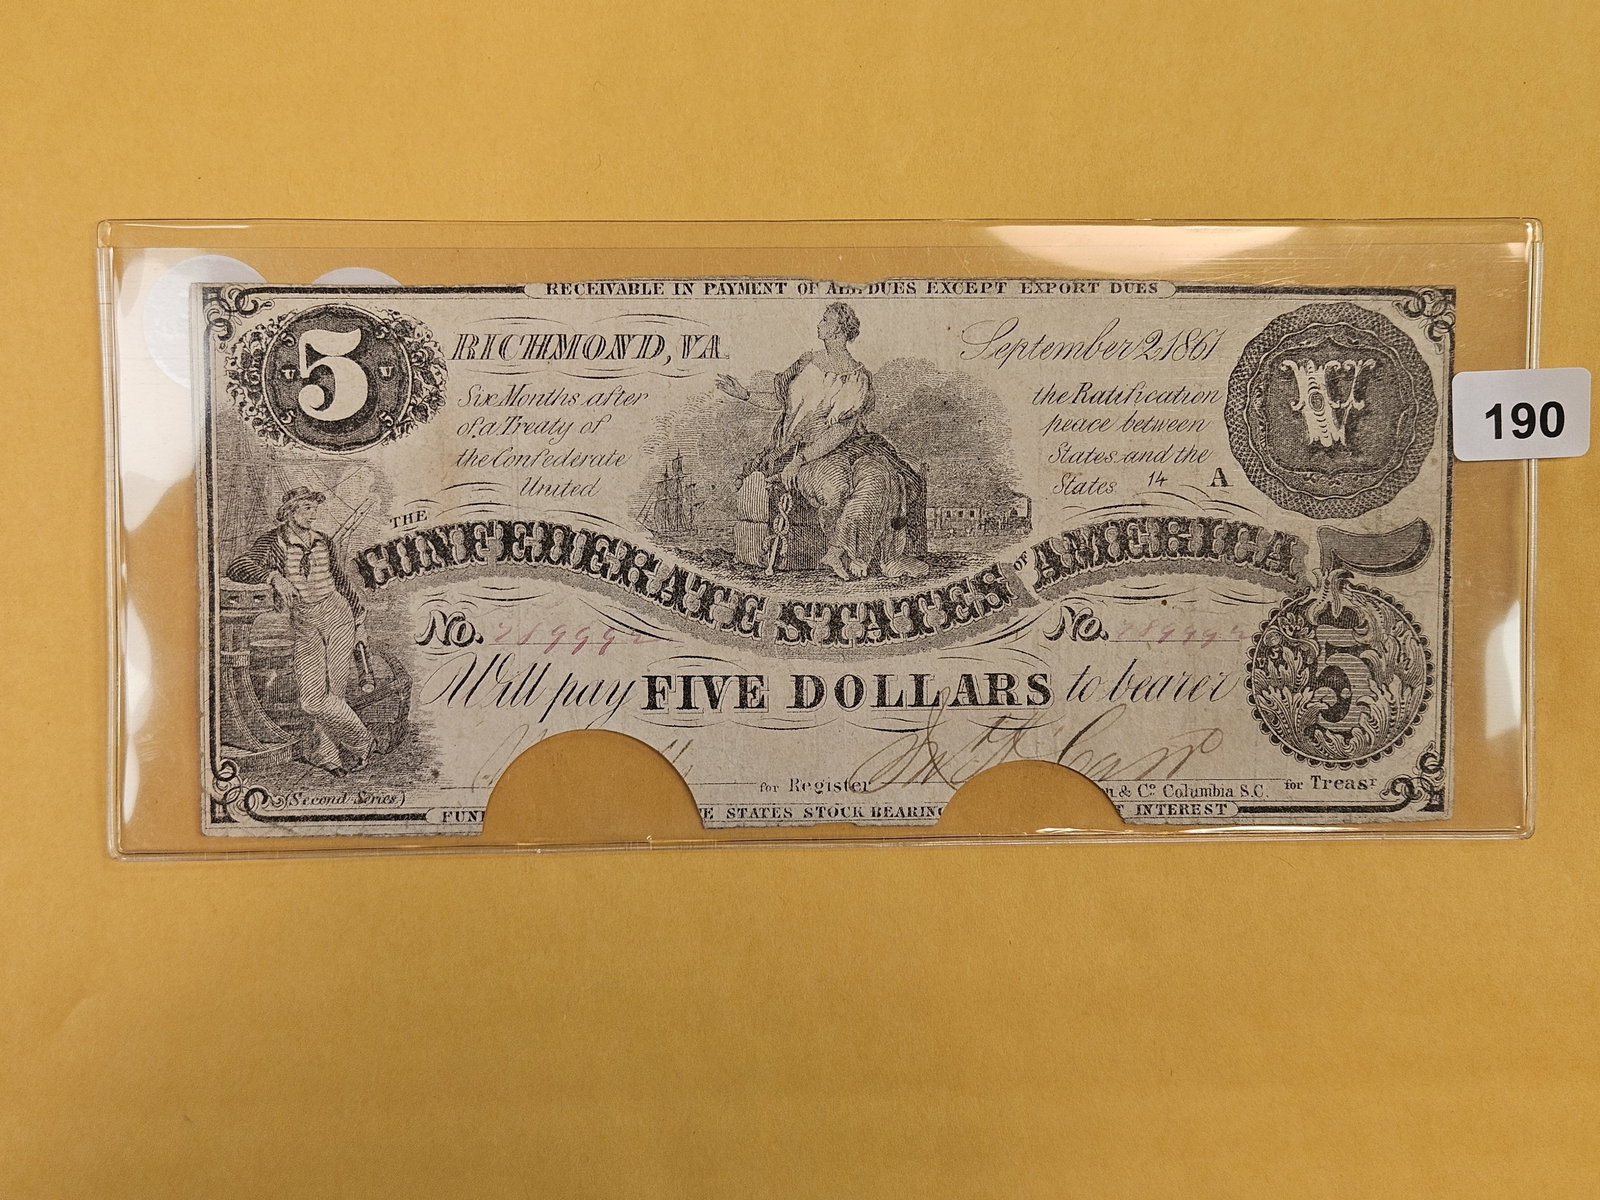 RECEIVABLE IN PAYMENT OF ALL DUES EXCEPT EXPORT DUES
5
U U
RICHMOND, VA.
September 2, 1861
V
Six Months after the Ratification
of a Treaty of peace between
the Confederate States and the
United States 14 A
190
THE CONFEDERATE STATES OF AMERICA
No. No.
Will pay FIVE DOLLARS to bearer
5
for Register
n & Co. Columbia S.C. for Treasr
(Second Series)
FUN E STATES STOCK BEARING T INTEREST